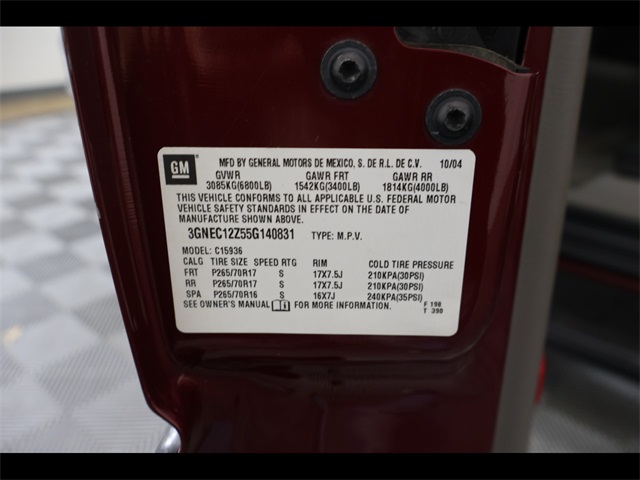 GM MFD BY GENERAL MOTORS DE MEXICO, S. DE R.L. DE C.V. 10/04
GVWR GAWR FRT GAWR RR
3085KG(6800LB) 1542KG(3400LB) 1814KG(4000LB)
THIS VEHICLE CONFORMS TO ALL APPLICABLE U.S. FEDERAL MOTOR
VEHICLE SAFETY STANDARDS IN EFFECT ON THE DATE OF
MANUFACTURE SHOWN ABOVE.
3GNEC12Z55G140831 TYPE: M.P.V.
MODEL: C15936
CALG TIRE SIZE SPEED RTG RIM COLD TIRE PRESSURE
FRT P265/70R17 S 17X7.5J 210KPA(30PSI)
RR P265/70R17 S 17X7.5J 210KPA(30PSI)
SPA P265/70R16 S 16X7J 240KPA(35PSI)
SEE OWNER'S MANUAL FOR MORE INFORMATION. F 198
T 390